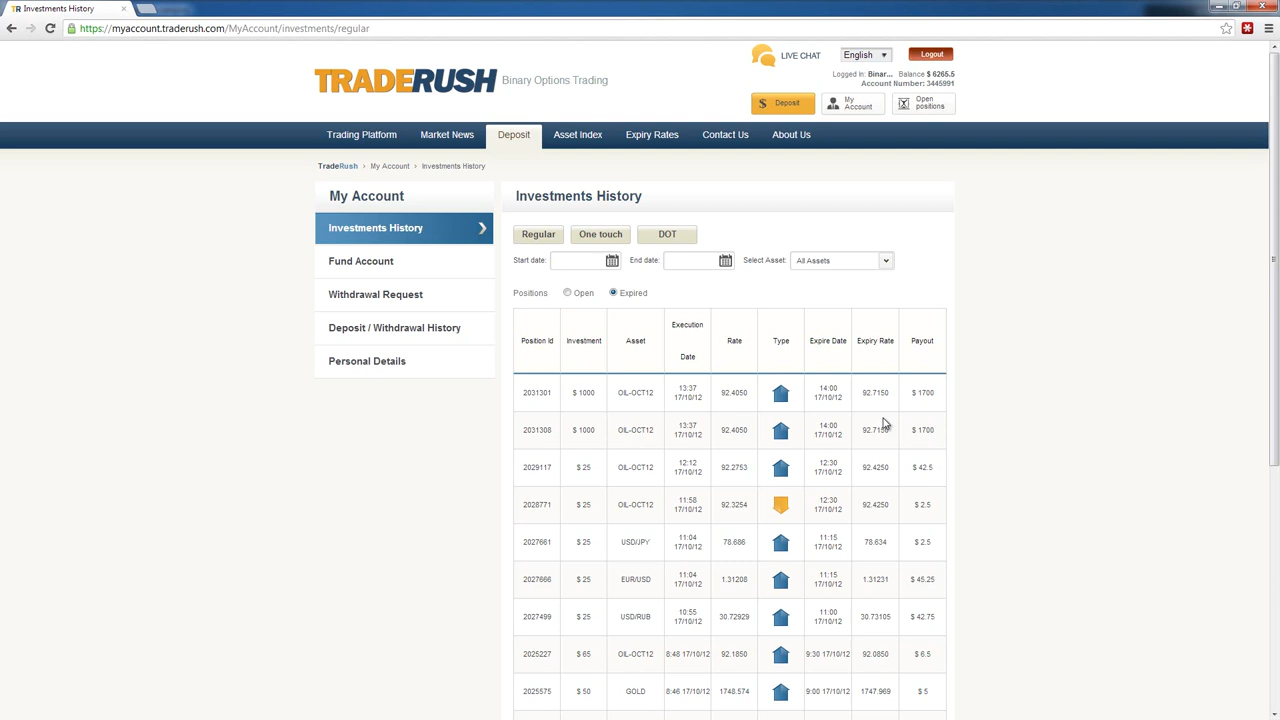 TR Investments History
https://myaccount.traderush.com/MyAccount/investments/regular
LIVE CHAT English Logout
Logged in: Binar... Balance $ 6265.5
Account Number: 3445991
TRADERUSH Binary Options Trading
$ Deposit My Account Open positions
Trading Platform Market News Deposit Asset Index Expiry Rates Contact Us About Us
TradeRush › My Account › Investments History
My Account
Investments History
Fund Account
Withdrawal Request
Deposit / Withdrawal History
Personal Details
Investments History
Regular One touch DOT
Start date: End date: Select Asset: All Assets
Positions Open Expired
Position Id Investment Asset Execution Date Rate Type Expire Date Expiry Rate Payout
2031301 $ 1000 OIL-OCT12 13:37 17/10/12 92.4050 14:00 17/10/12 92.7150 $ 1700
2031308 $ 1000 OIL-OCT12 13:37 17/10/12 92.4050 14:00 17/10/12 92.7150 $ 1700
2029117 $ 25 OIL-OCT12 12:12 17/10/12 92.2753 12:30 17/10/12 92.4250 $ 42.5
2028771 $ 25 OIL-OCT12 11:58 17/10/12 92.3254 12:30 17/10/12 92.4250 $ 2.5
2027661 $ 25 USD/JPY 11:04 17/10/12 78.686 11:15 17/10/12 78.634 $ 2.5
2027666 $ 25 EUR/USD 11:04 17/10/12 1.31208 11:15 17/10/12 1.31231 $ 45.25
2027499 $ 25 USD/RUB 10:55 17/10/12 30.72929 11:00 17/10/12 30.73105 $ 42.75
2025227 $ 65 OIL-OCT12 8:48 17/10/12 92.1850 9:30 17/10/12 92.0850 $ 6.5
2025575 $ 50 GOLD 8:46 17/10/12 1748.574 9:00 17/10/12 1747.969 $ 5